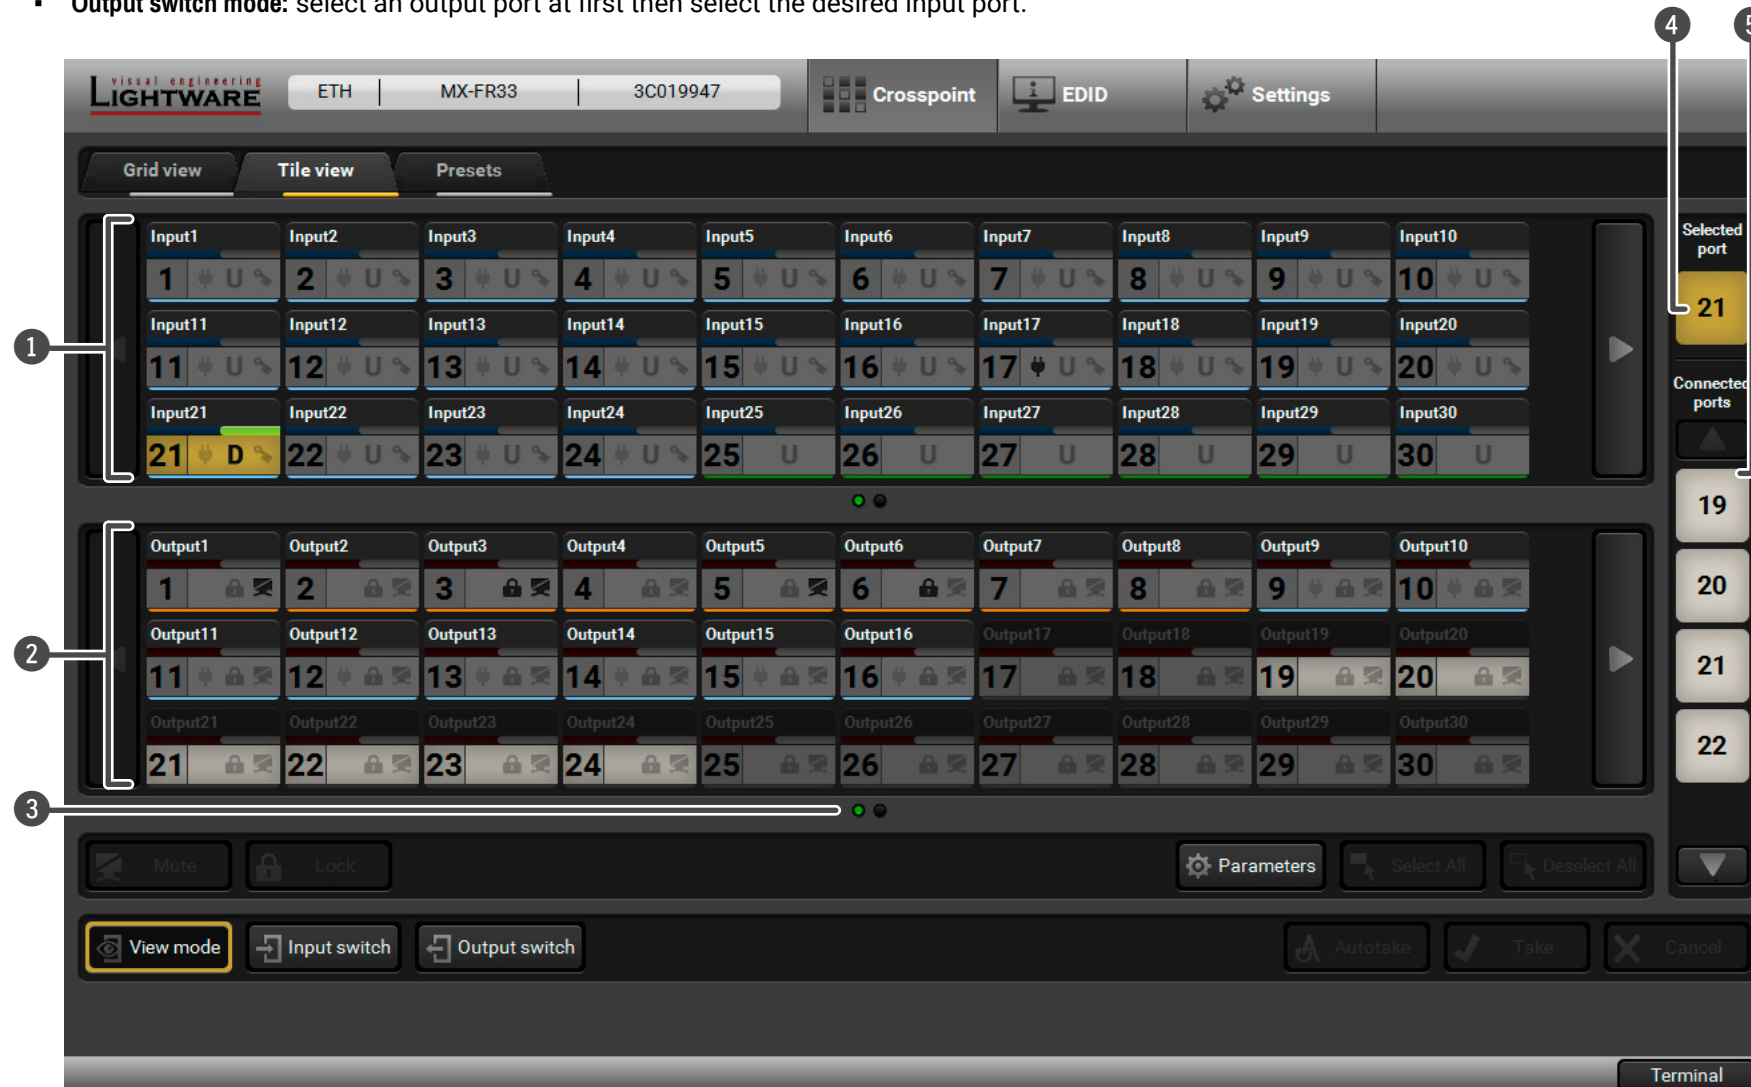 ▪ Output switch mode: select an output port at first then select the desired input port.
4 5
visual engineering
LIGHTWARE
ETH | MX-FR33 | 3C019947
Crosspoint
EDID
Settings
Grid view
Tile view
Presets
Input1 Input2 Input3 Input4 Input5 Input6 Input7 Input8 Input9 Input10
1 U 2 U 3 U 4 U 5 U 6 U 7 U 8 U 9 U 10 U
Input11 Input12 Input13 Input14 Input15 Input16 Input17 Input18 Input19 Input20
1
11 U 12 U 13 U 14 U 15 U 16 U 17 U 18 U 19 U 20 U
Input21 Input22 Input23 Input24 Input25 Input26 Input27 Input28 Input29 Input30
21 D 22 U 23 U 24 U 25 U 26 U 27 U 28 U 29 U 30 U
Output1 Output2 Output3 Output4 Output5 Output6 Output7 Output8 Output9 Output10
1 2 3 4 5 6 7 8 9 10
Output11 Output12 Output13 Output14 Output15 Output16 Output17 Output18 Output19 Output20
2
11 12 13 14 15 16 17 18 19 20
Output21 Output22 Output23 Output24 Output25 Output26 Output27 Output28 Output29 Output30
21 22 23 24 25 26 27 28 29 30
3
Selected
port
21
Connected
ports
19
20
21
22
Mute
Lock
Parameters
Select All
Deselect All
View mode
Input switch
Output switch
Autotake
Take
Cancel
Terminal